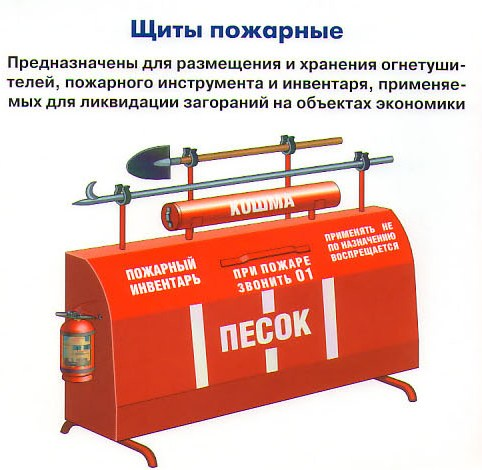 Щиты пожарные
Предназначены для размещения и хранения огнетуши-
телей, пожарного инструмента и инвентаря, применяе-
мых для ликвидации загораний на объектах экономики
КОШМА
ПОЖАРНЫЙ
ИНВЕНТАРЬ
ПРИ ПОЖАРЕ
ЗВОНИТЬ 01
ПРИМЕНЯТЬ НЕ
ПО НАЗНАЧЕНИЮ
ВОСПРЕЩАЕТСЯ
ПЕСОК